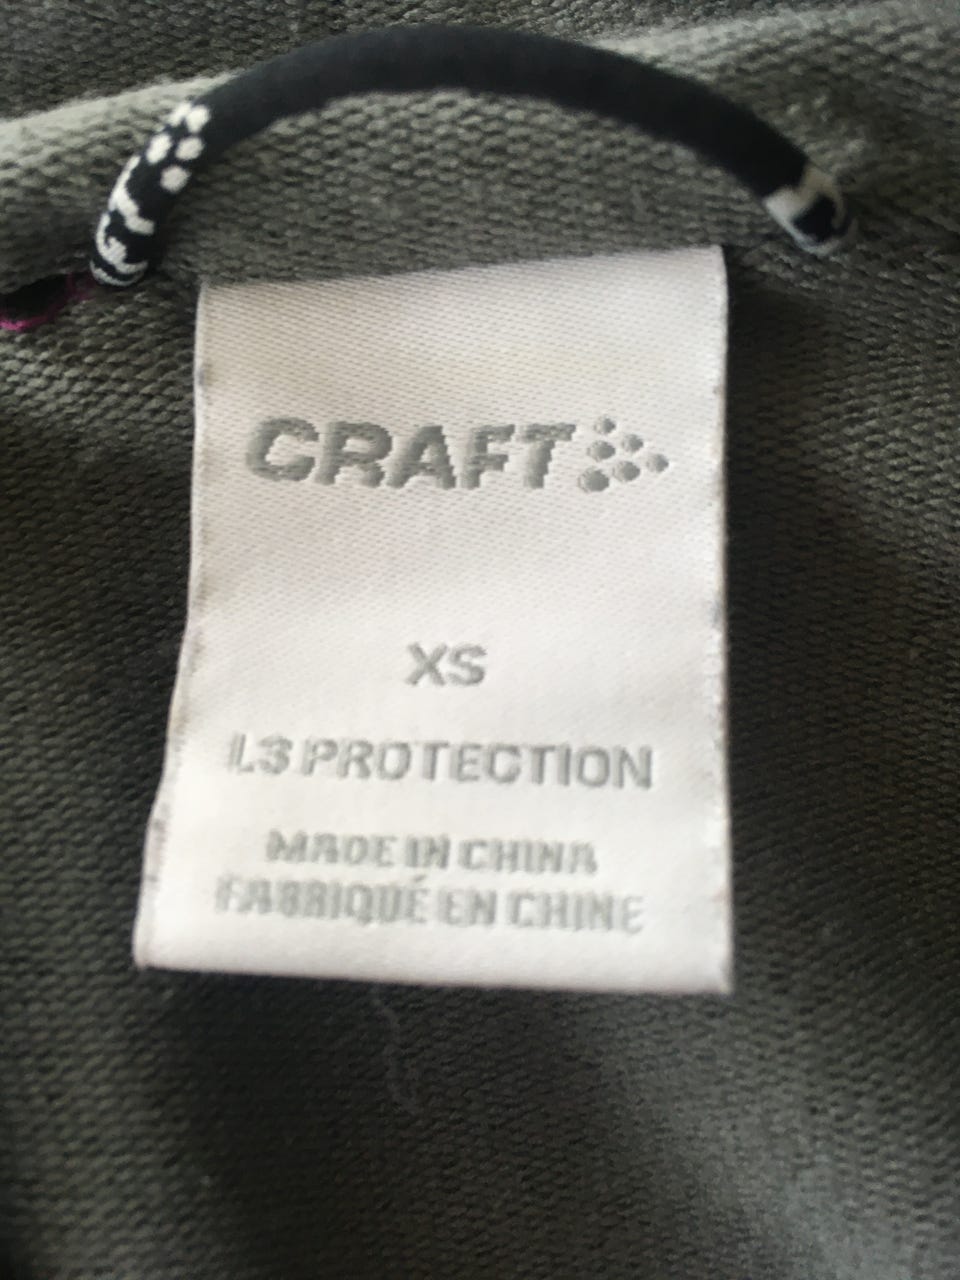 CRAFT
XS
L3 PROTECTION
MADE IN CHINA
FABRIQUÉ EN CHINE